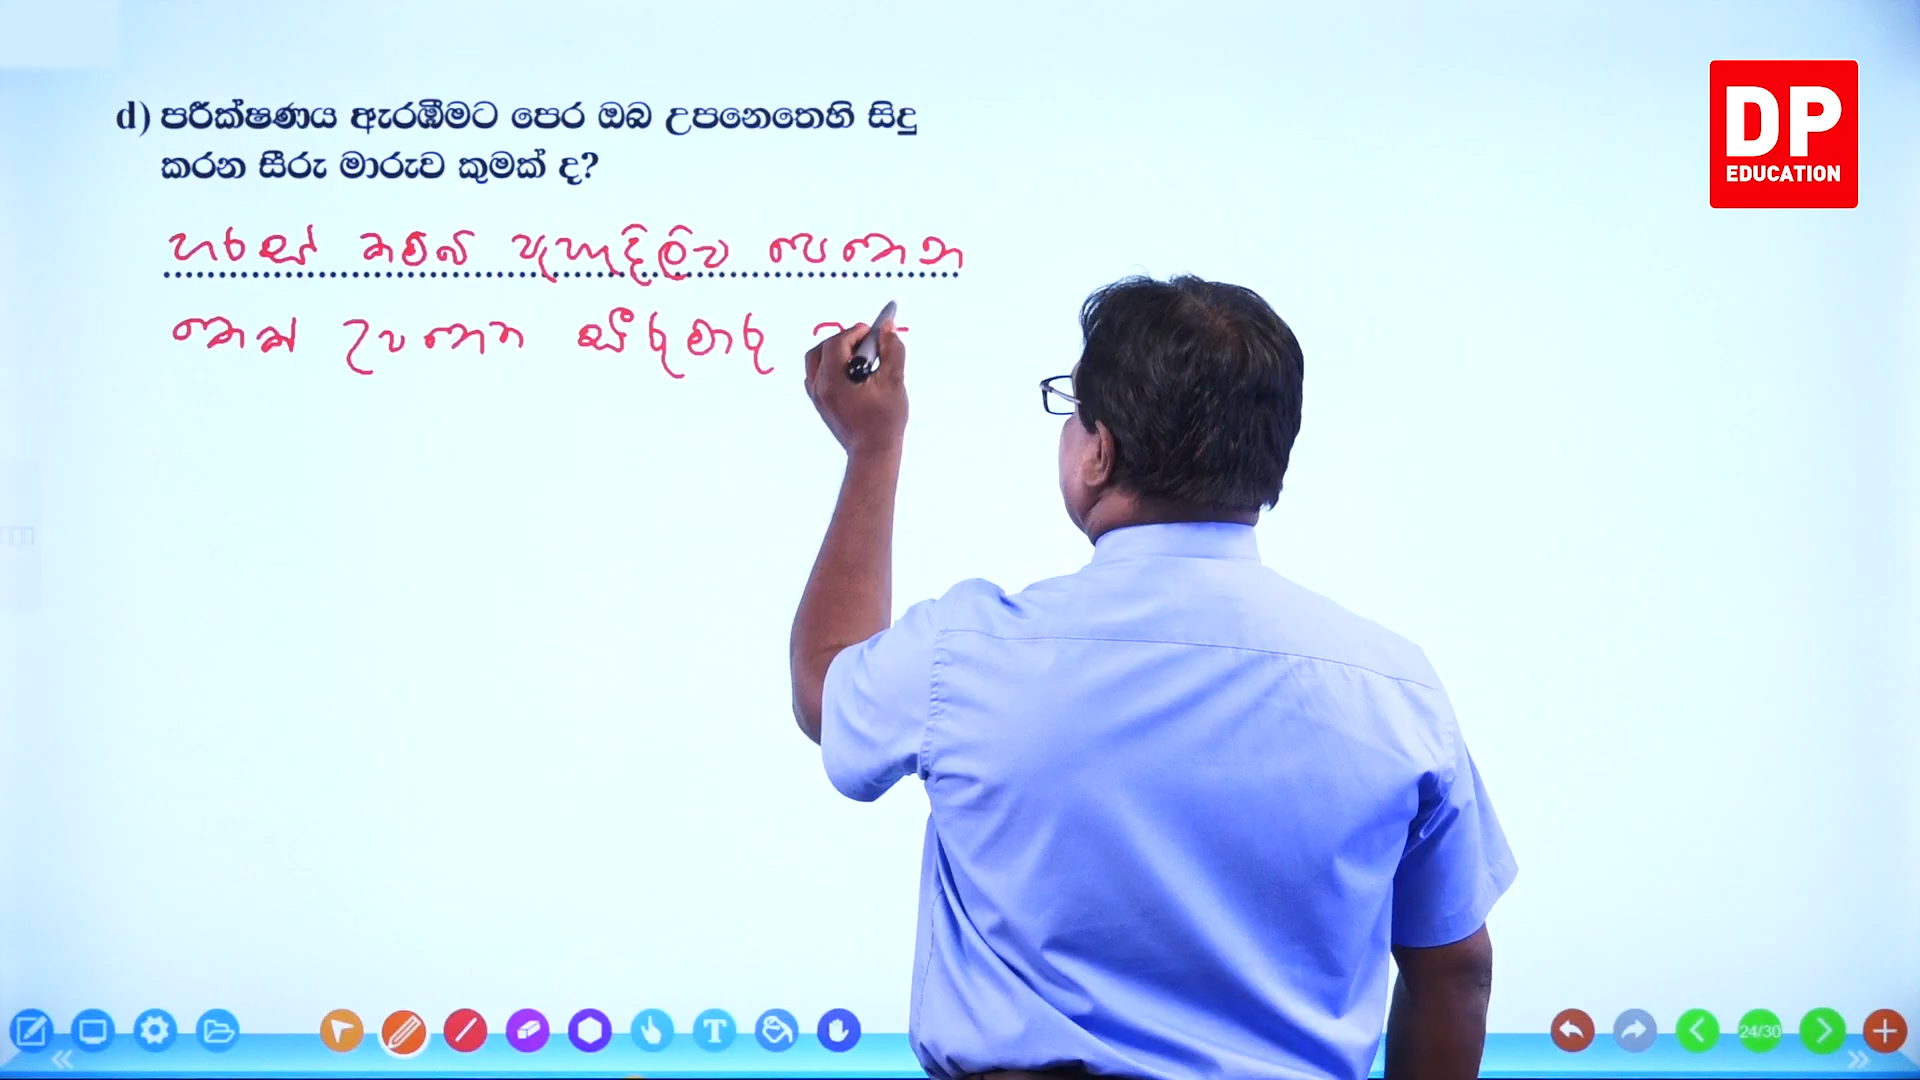 DP
EDUCATION
d) පරීක්ෂණය ඇරඹීමට පෙර ඔබ උපනෙතෙහි සිදු
කරන සීරු මාරුව කුමක් ද?
හරස් කම්බි පැහැදිලිව පෙනෙන
තෙක් උපනෙත සීරුමාරු
24/30